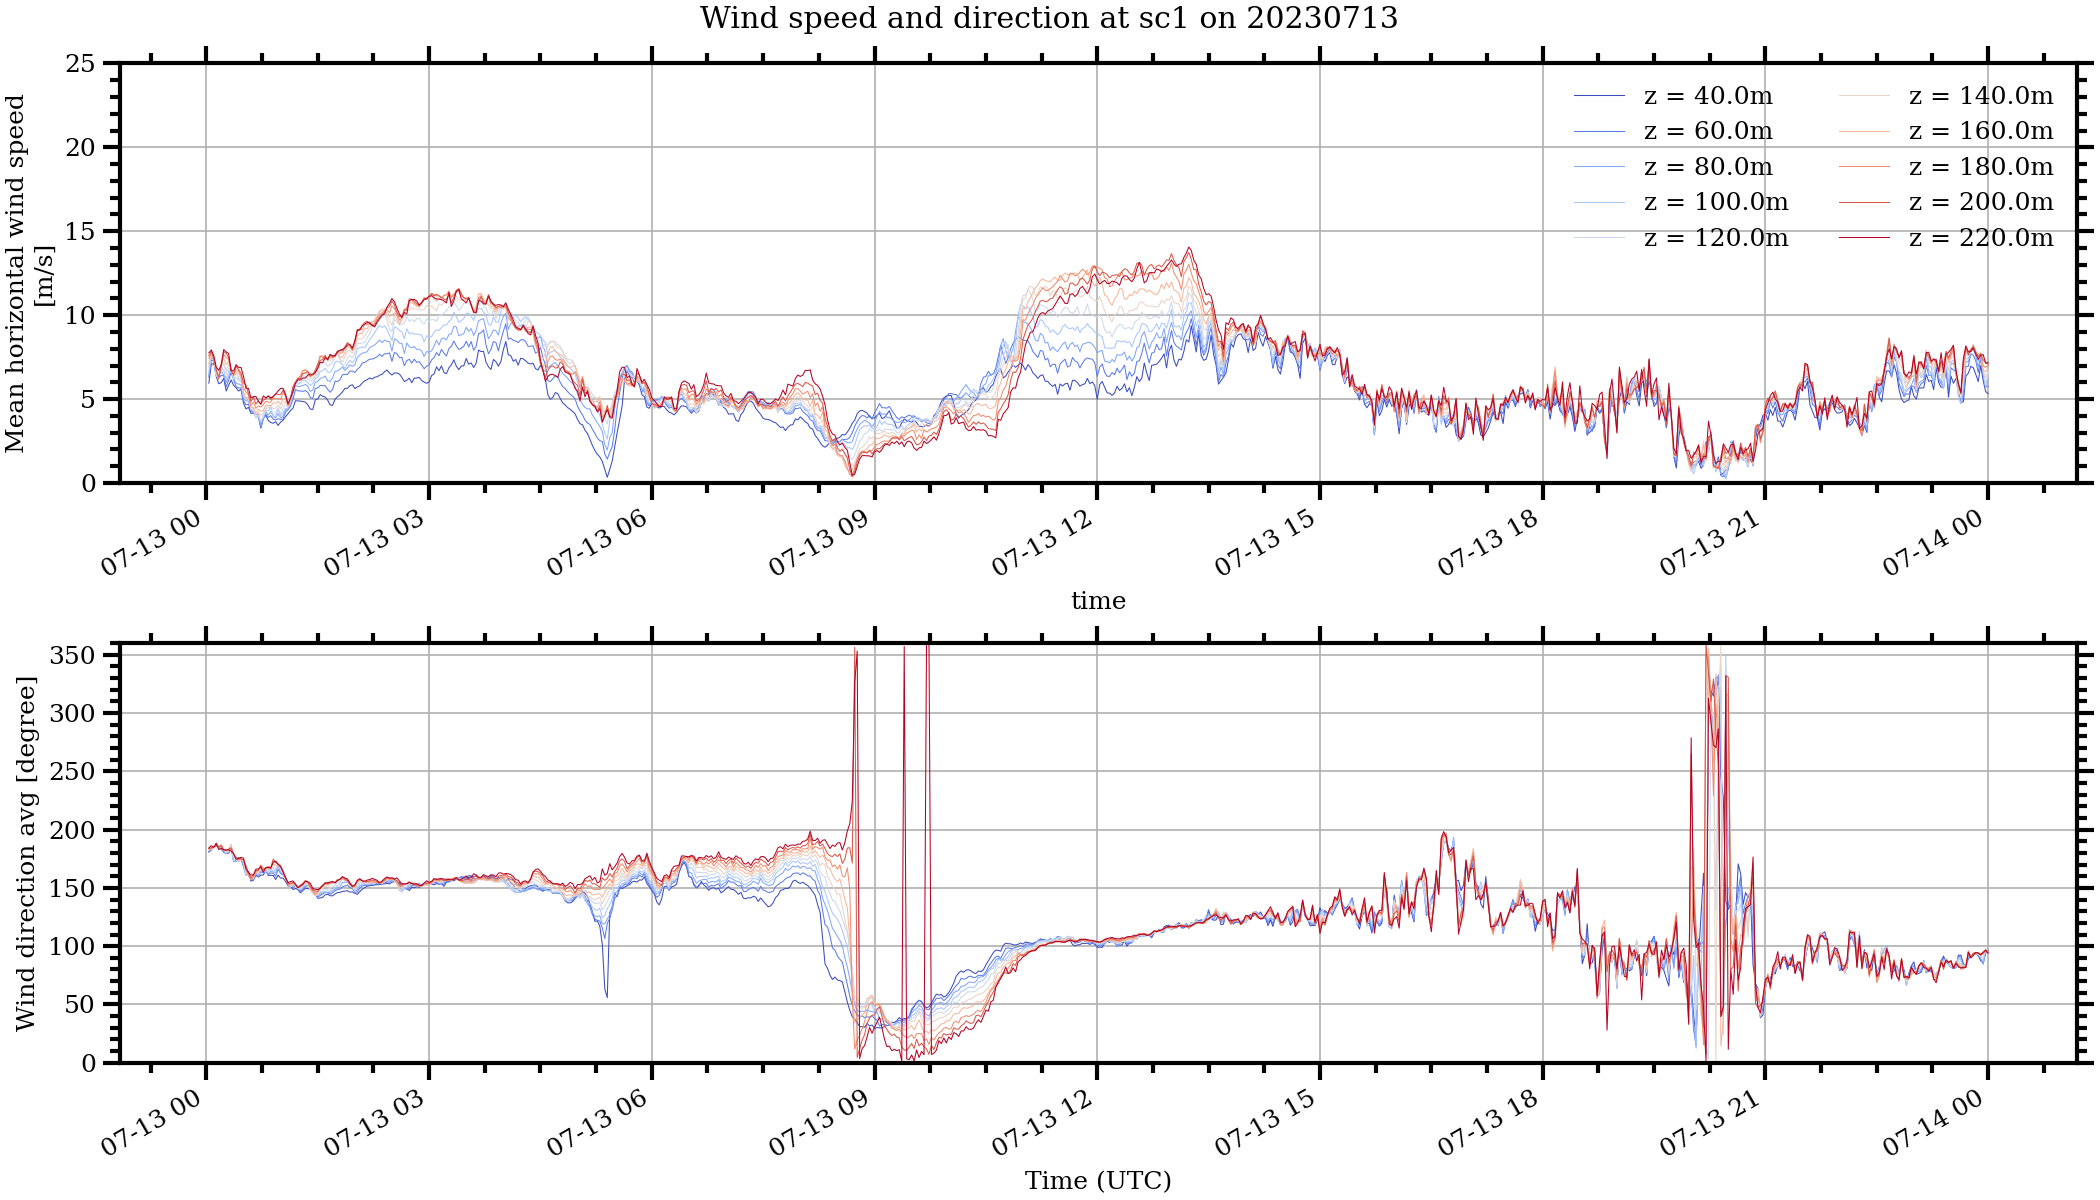 Wind speed and direction at sc1 on 20230713
Mean horizontal wind speed
[m/s]
25
20
15
10
5
0
z = 40.0m
z = 60.0m
z = 80.0m
z = 100.0m
z = 120.0m
z = 140.0m
z = 160.0m
z = 180.0m
z = 200.0m
z = 220.0m
07-13 00
07-13 03
07-13 06
07-13 09
07-13 12
07-13 15
07-13 18
07-13 21
07-14 00
time
Wind direction avg [degree]
350
300
250
200
150
100
50
0
07-13 00
07-13 03
07-13 06
07-13 09
07-13 12
07-13 15
07-13 18
07-13 21
07-14 00
Time (UTC)